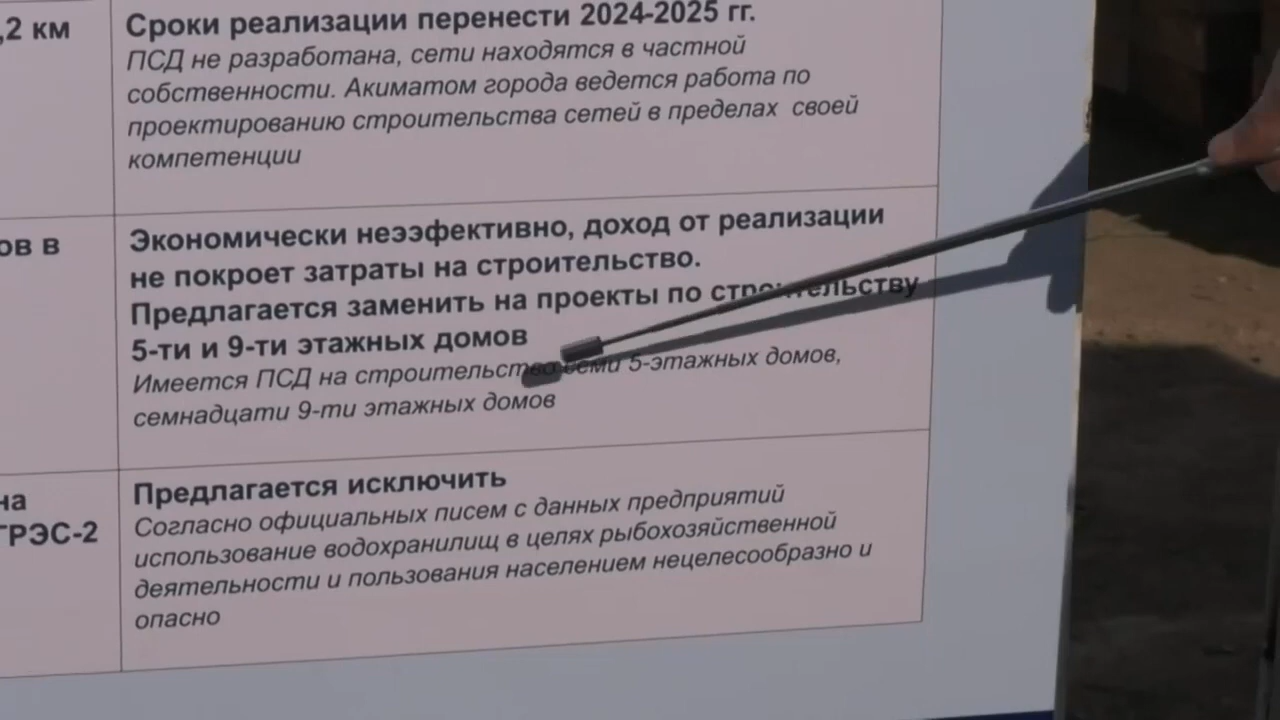 ,2 км
Сроки реализации перенести 2024-2025 гг.
ПСД не разработана, сети находятся в частной
собственности. Акиматом города ведется работа по
проектированию строительства сетей в пределах своей
компетенции
ов в
Экономически неээфективно, доход от реализации
не покроет затраты на строительство.
Предлагается заменить на проекты по строительству
5-ти и 9-ти этажных домов
Имеется ПСД на строительство семи 5-этажных домов,
семнадцати 9-ти этажных домов
на
ГРЭС-2
Предлагается исключить
Согласно официальных писем с данных предприятий
использование водохранилищ в целях рыбохозяйственной
деятельности и пользования населением нецелесообразно и
опасно